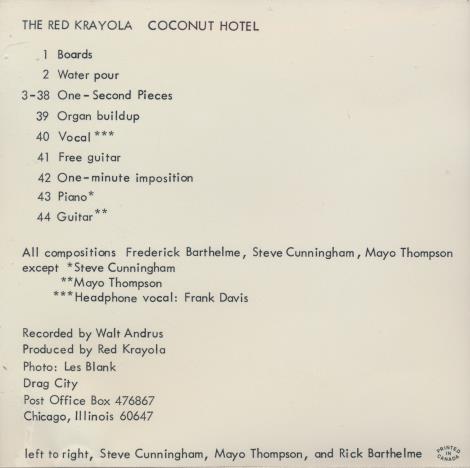 THE RED KRAYOLA COCONUT HOTEL
1 Boards
2 Water pour
3-38 One-Second Pieces
39 Organ buildup
40 Vocal***
41 Free guitar
42 One-minute imposition
43 Piano*
44 Guitar**
All compositions Frederick Barthelme, Steve Cunningham, Mayo Thompson
except *Steve Cunningham
**Mayo Thompson
***Headphone vocal: Frank Davis
Recorded by Walt Andrus
Produced by Red Krayola
Photo: Les Blank
Drag City
Post Office Box 476867
Chicago, Illinois 60647
left to right, Steve Cunningham, Mayo Thompson, and Rick Barthelme
PRINTED
IN
CANADA